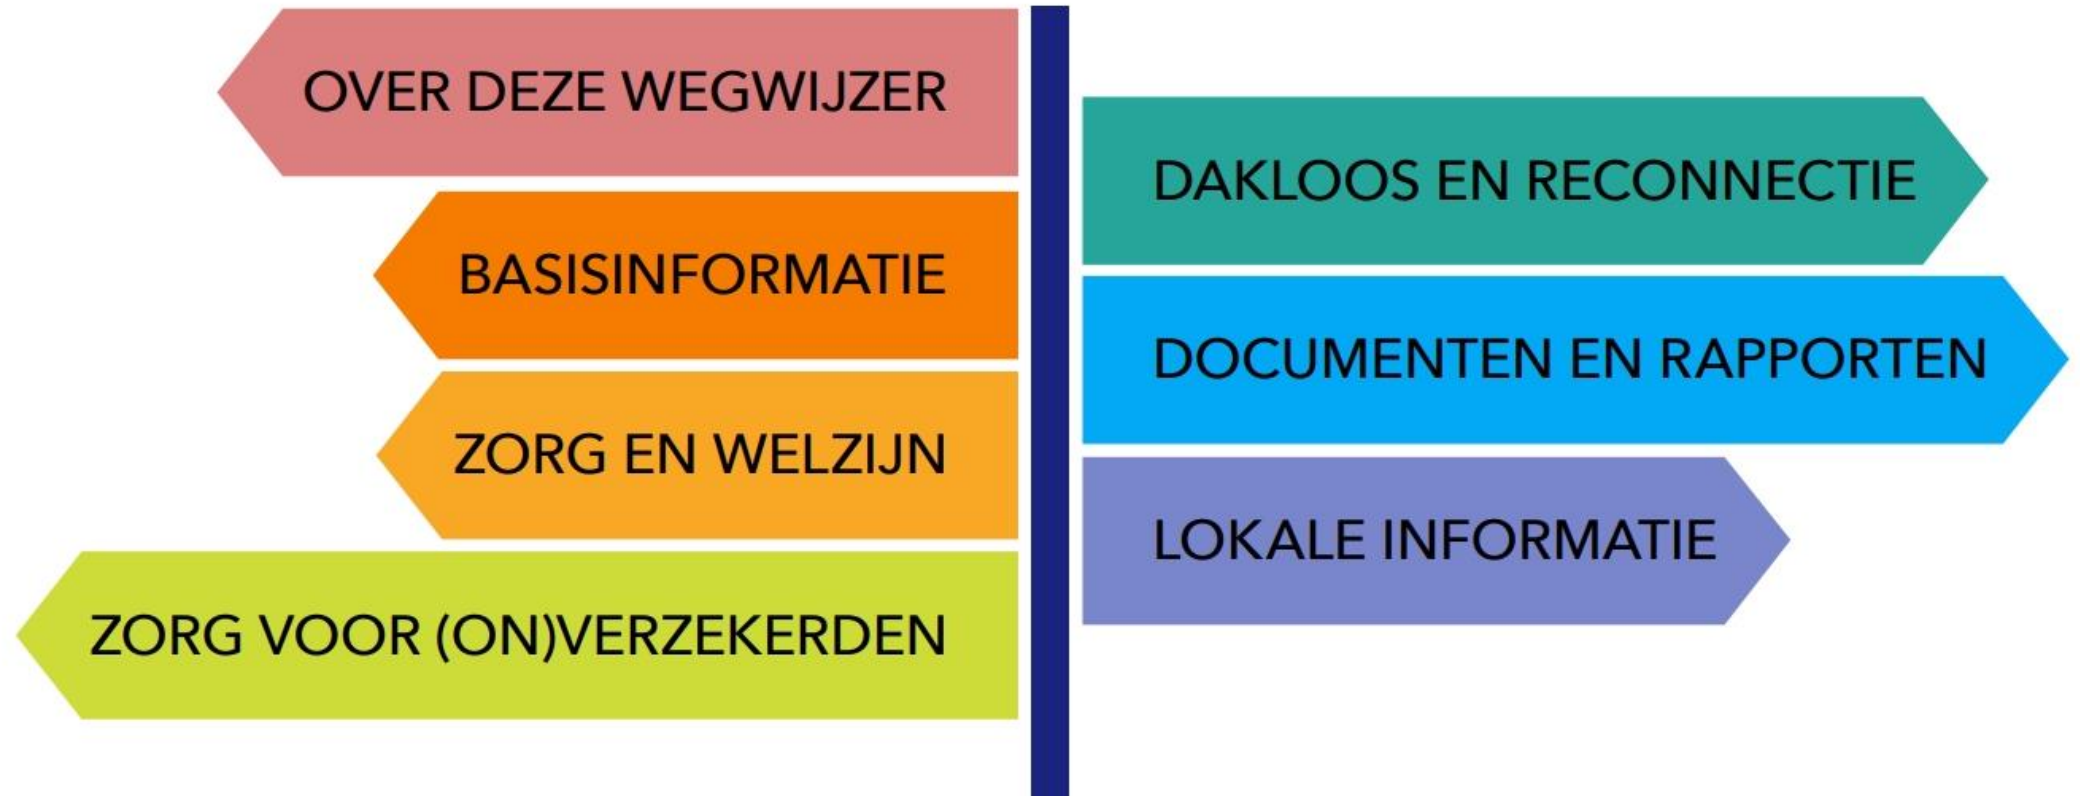 OVER DEZE WEGWIJZER
BASISINFORMATIE
ZORG EN WELZIJN
ZORG VOOR (ON)VERZEKERDEN
DAKLOOS EN RECONNECTIE
DOCUMENTEN EN RAPPORTEN
LOKALE INFORMATIE